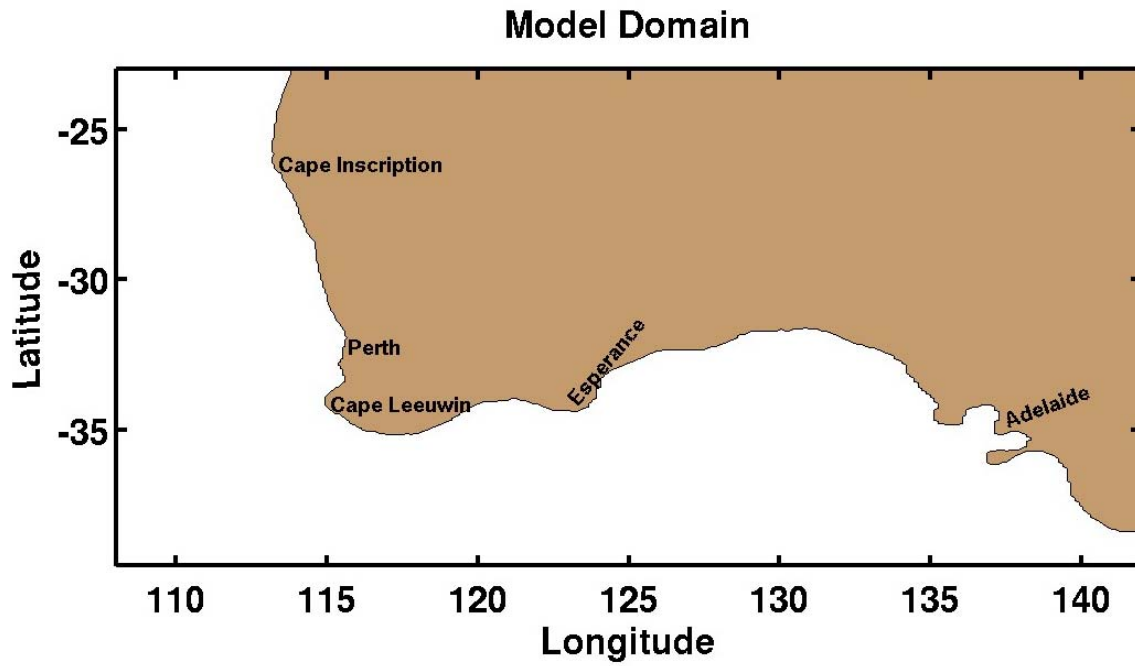 Model Domain
-25
Cape Inscription
-30
Latitude
Perth
Esperance
Cape Leeuwin
Adelaide
-35
110 115 120 125 130 135 140
Longitude